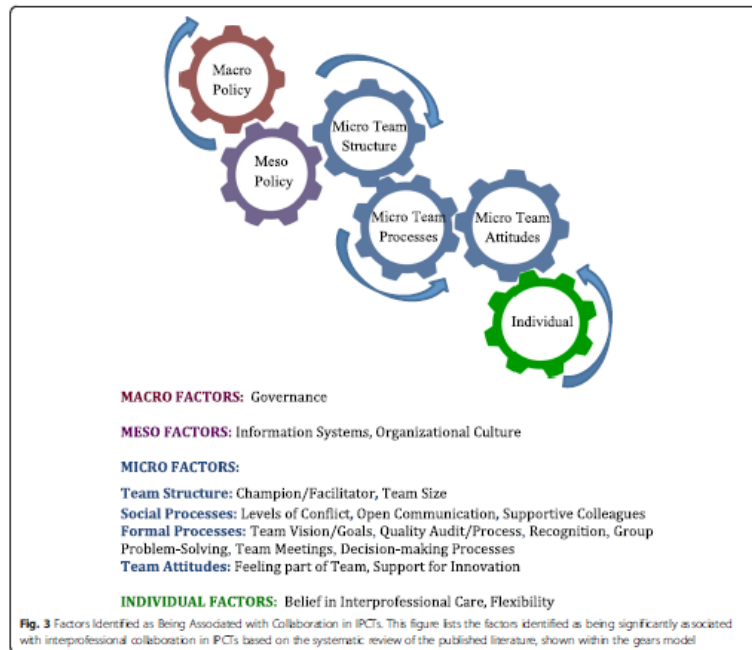 Macro
Policy
Micro Team
Structure
Meso
Policy
Micro Team
Processes
Micro Team
Attitudes
Individual
MACRO FACTORS: Governance
MESO FACTORS: Information Systems, Organizational Culture
MICRO FACTORS:
Team Structure: Champion/Facilitator, Team Size
Social Processes: Levels of Conflict, Open Communication, Supportive Colleagues
Formal Processes: Team Vision/Goals, Quality Audit/Process, Recognition, Group
Problem-Solving, Team Meetings, Decision-making Processes
Team Attitudes: Feeling part of Team, Support for Innovation
INDIVIDUAL FACTORS: Belief in Interprofessional Care, Flexibility
Fig. 3 Factors Identified as Being Associated with Collaboration in IPCTs. This figure lists the factors identified as being significantly associated
with interprofessional collaboration in IPCTs based on the systematic review of the published literature, shown within the gears model